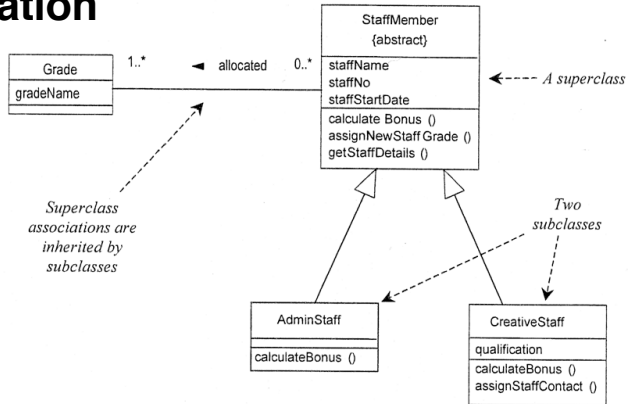 StaffMember
{abstract}
staffName
staffNo
staffStartDate
calculate Bonus ()
assignNewStaff Grade ()
getStaffDetails ()
A superclass
Grade
gradeName
1..*
◄ allocated
0..*
Superclass
associations are
inherited by
subclasses
Two
subclasses
AdminStaff
calculateBonus ()
CreativeStaff
qualification
calculateBonus ()
assignStaffContact ()